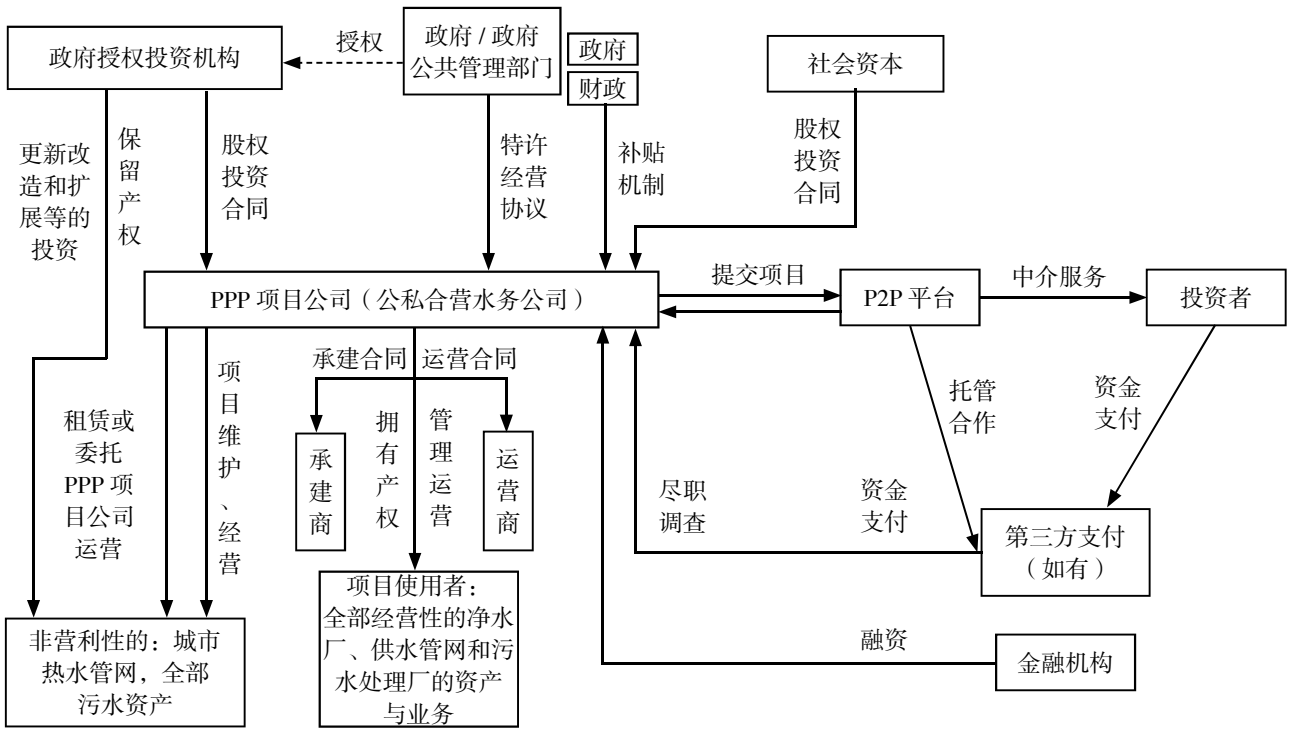 政府授权投资机构
授权
政府 / 政府
公共管理部门
政府
财政
社会资本
更新改
造和扩
展等的
投资
保
留
产
权
股权
投资
合同
特许
经营
协议
补贴
机制
股权
投资
合同
PPP 项目公司（公私合营水务公司）
提交项目
P2P 平台
中介服务
投资者
租赁或
委托
PPP 项
目公司
运营
项
目
维
护
、
经
营
承建合同
运营合同
承
建
商
拥
有
产
权
管
理
运
营
运
营
商
托管
合作
资金
支付
尽职
调查
资金
支付
第三方支付
（如有）
项目使用者：
全部经营性的净水
厂、供水管网和污
水处理厂的资产
与业务
非营利性的：城市
热水管网，全部
污水资产
融资
金融机构